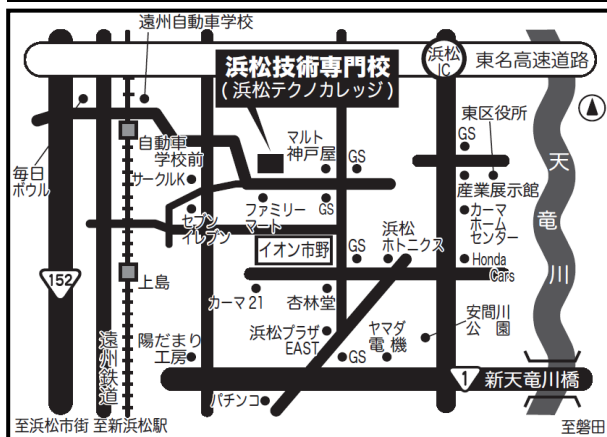 遠州自動車学校
浜松技術専門校
(浜松テクノカレッジ)
浜松
IC
東名高速道路
東区役所
GS
自動車
学校前
マルト
神戸屋
GS
毎日
ボウル
サークルK
産業展示館
天竜川
セブン
イレブン
ファミリー
マート
GS
浜松
ホトニクス
カーマ
ホーム
センター
イオン市野
GS
Honda
Cars
152
上島
カーマ21
杏林堂
安間川
公園
遠州鉄道
陽だまり
工房
浜松プラザ
EAST
ヤマダ
電機
GS
1
新天竜川橋
パチンコ
至浜松市街
至新浜松駅
至磐田